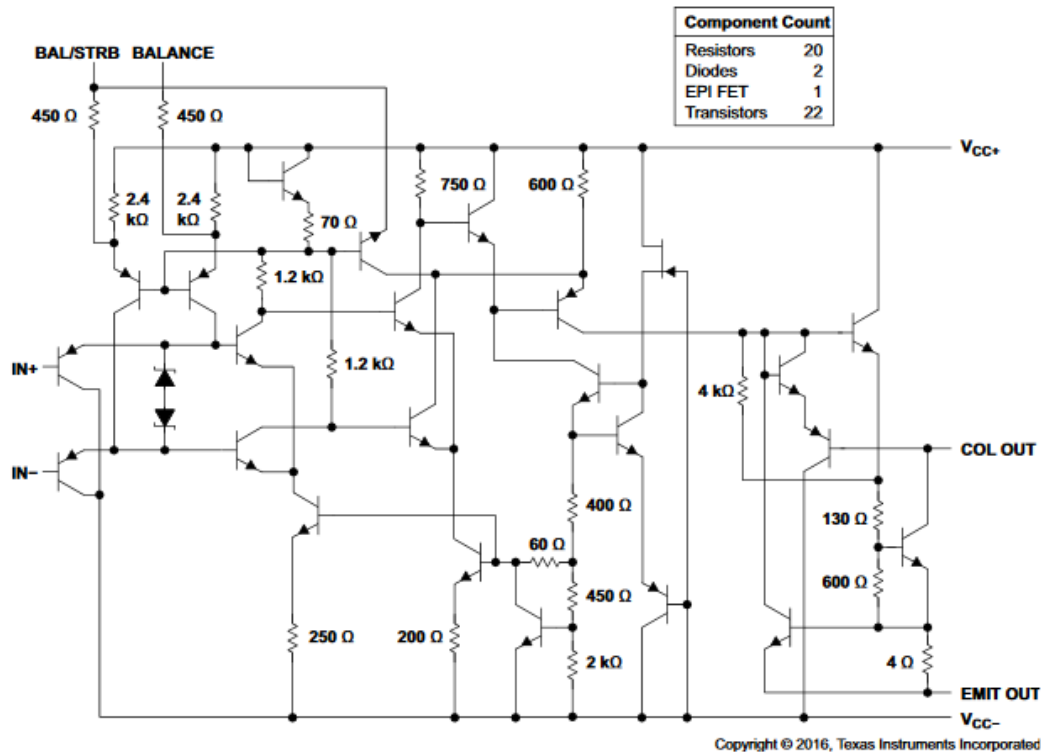 Component Count
Resistors 20
Diodes 2
EPI FET 1
Transistors 22
BAL/STRB BALANCE
450 Ω 450 Ω
VCC+
750 Ω 600 Ω
2.4 kΩ
2.4 kΩ
70 Ω
1.2 kΩ
IN+
1.2 kΩ
4 kΩ
COL OUT
IN−
400 Ω
130 Ω
60 Ω
450 Ω
600 Ω
250 Ω 200 Ω
2 kΩ
4 Ω
EMIT OUT
VCC−
Copyright © 2016, Texas Instruments Incorporated